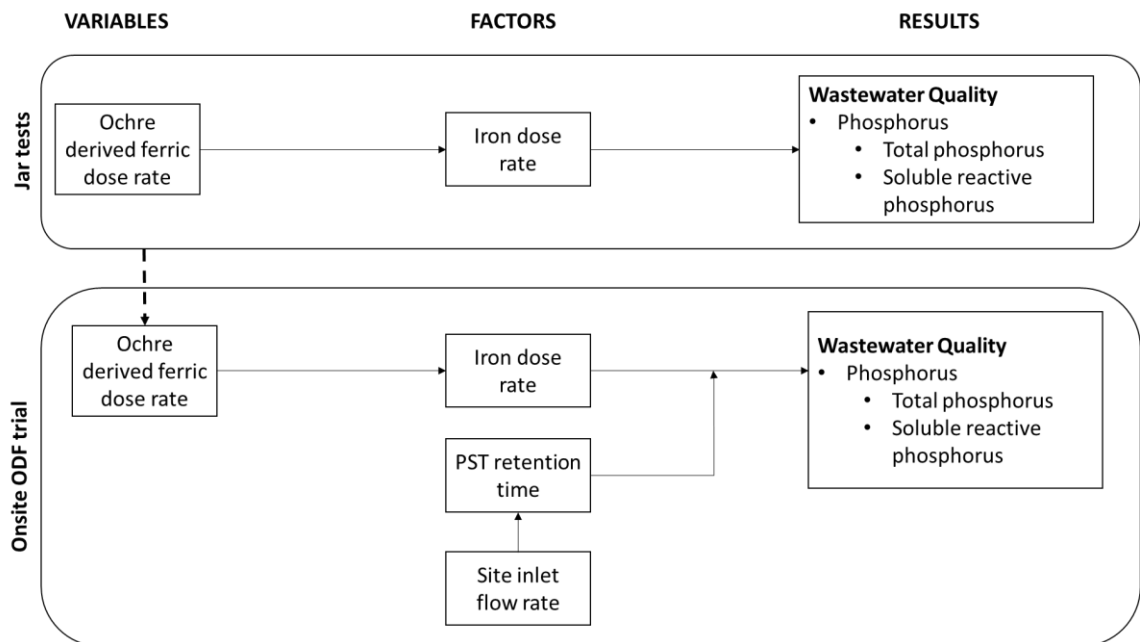 VARIABLES
FACTORS
RESULTS
Jar tests
Ochre
derived ferric
dose rate
Iron dose
rate
Wastewater Quality
• Phosphorus
• Total phosphorus
• Soluble reactive
phosphorus
Onsite ODF trial
Ochre
derived ferric
dose rate
Iron dose
rate
PST retention
time
Site inlet
flow rate
Wastewater Quality
• Phosphorus
• Total phosphorus
• Soluble reactive
phosphorus